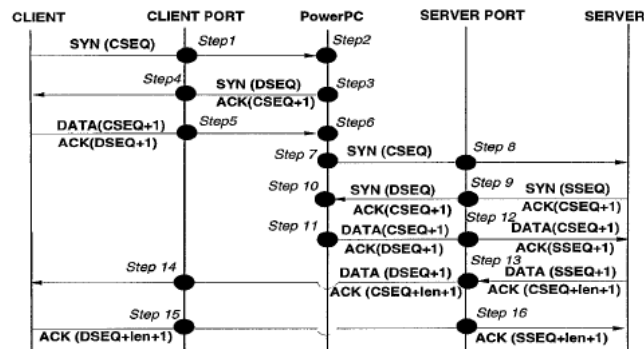 CLIENT CLIENT PORT PowerPC SERVER PORT SERVER
SYN (CSEQ) Step1 Step2
Step4 SYN (DSEQ) Step3
ACK(CSEQ+1)
DATA(CSEQ+1) Step5 Step6
ACK(DSEQ+1)
Step 7 SYN (CSEQ) Step 8
Step 10 SYN (DSEQ) Step 9 SYN (SSEQ)
ACK(CSEQ+1) ACK(CSEQ+1)
Step 11 DATA(CSEQ+1) Step 12 DATA(CSEQ+1)
ACK(DSEQ+1) ACK(SSEQ+1)
Step 14 DATA (DSEQ+1) Step 13 DATA (SSEQ+1)
ACK (CSEQ+len+1) ACK (CSEQ+len+1)
Step 15 Step 16
ACK (DSEQ+len+1) ACK (SSEQ+len+1)